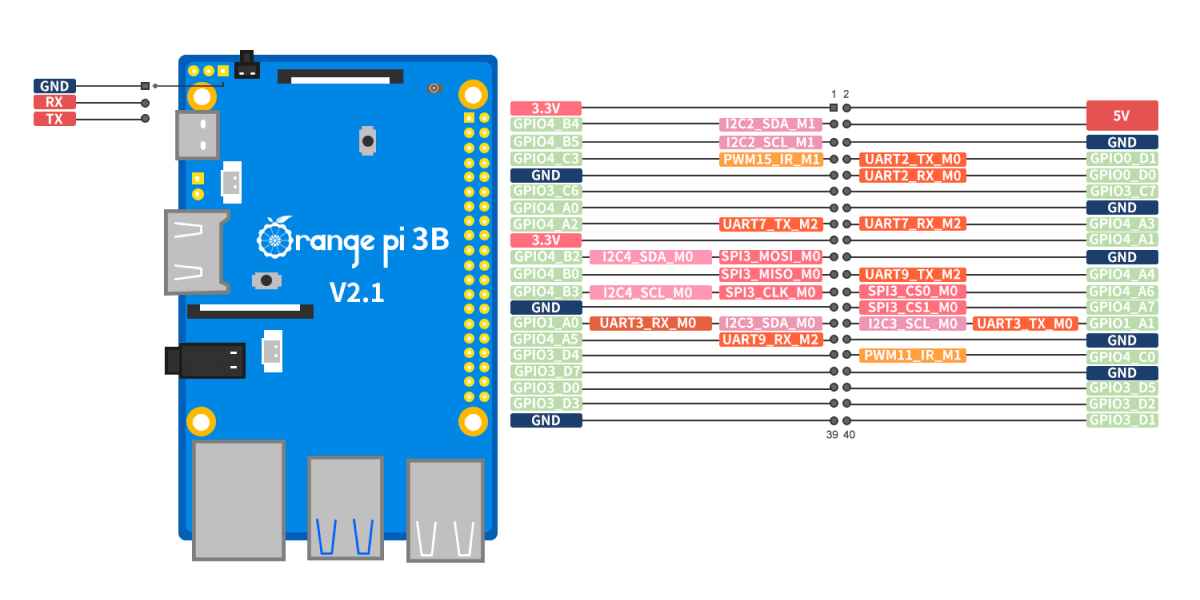 GND
RX
TX
Orange pi 3B
V2.1
1 2
3.3V 5V
GPIO4_B4 I2C2_SDA_M1
GPIO4_B5 I2C2_SCL_M1 GND
GPIO4_C3 PWM15_IR_M1 UART2_TX_M0 GPIO0_D1
GND UART2_RX_M0 GPIO0_D0
GPIO3_C6 GPIO3_C7
GPIO4_A0 GND
GPIO4_A2 UART7_TX_M2 UART7_RX_M2 GPIO4_A3
3.3V GPIO4_A1
GPIO4_B2 I2C4_SDA_M0 SPI3_MOSI_M0 GND
GPIO4_B0 SPI3_MISO_M0 UART9_TX_M2 GPIO4_A4
GPIO4_B3 I2C4_SCL_M0 SPI3_CLK_M0 SPI3_CS0_M0 GPIO4_A6
GND SPI3_CS1_M0 GPIO4_A7
GPIO1_A0 UART3_RX_M0 I2C3_SDA_M0 I2C3_SCL_M0 UART3_TX_M0 GPIO1_A1
GPIO4_A5 UART9_RX_M2 GND
GPIO3_D4 PWM11_IR_M1 GPIO4_C0
GPIO3_D7 GND
GPIO3_D0 GPIO3_D5
GPIO3_D3 GPIO3_D2
GND GPIO3_D1
39 40